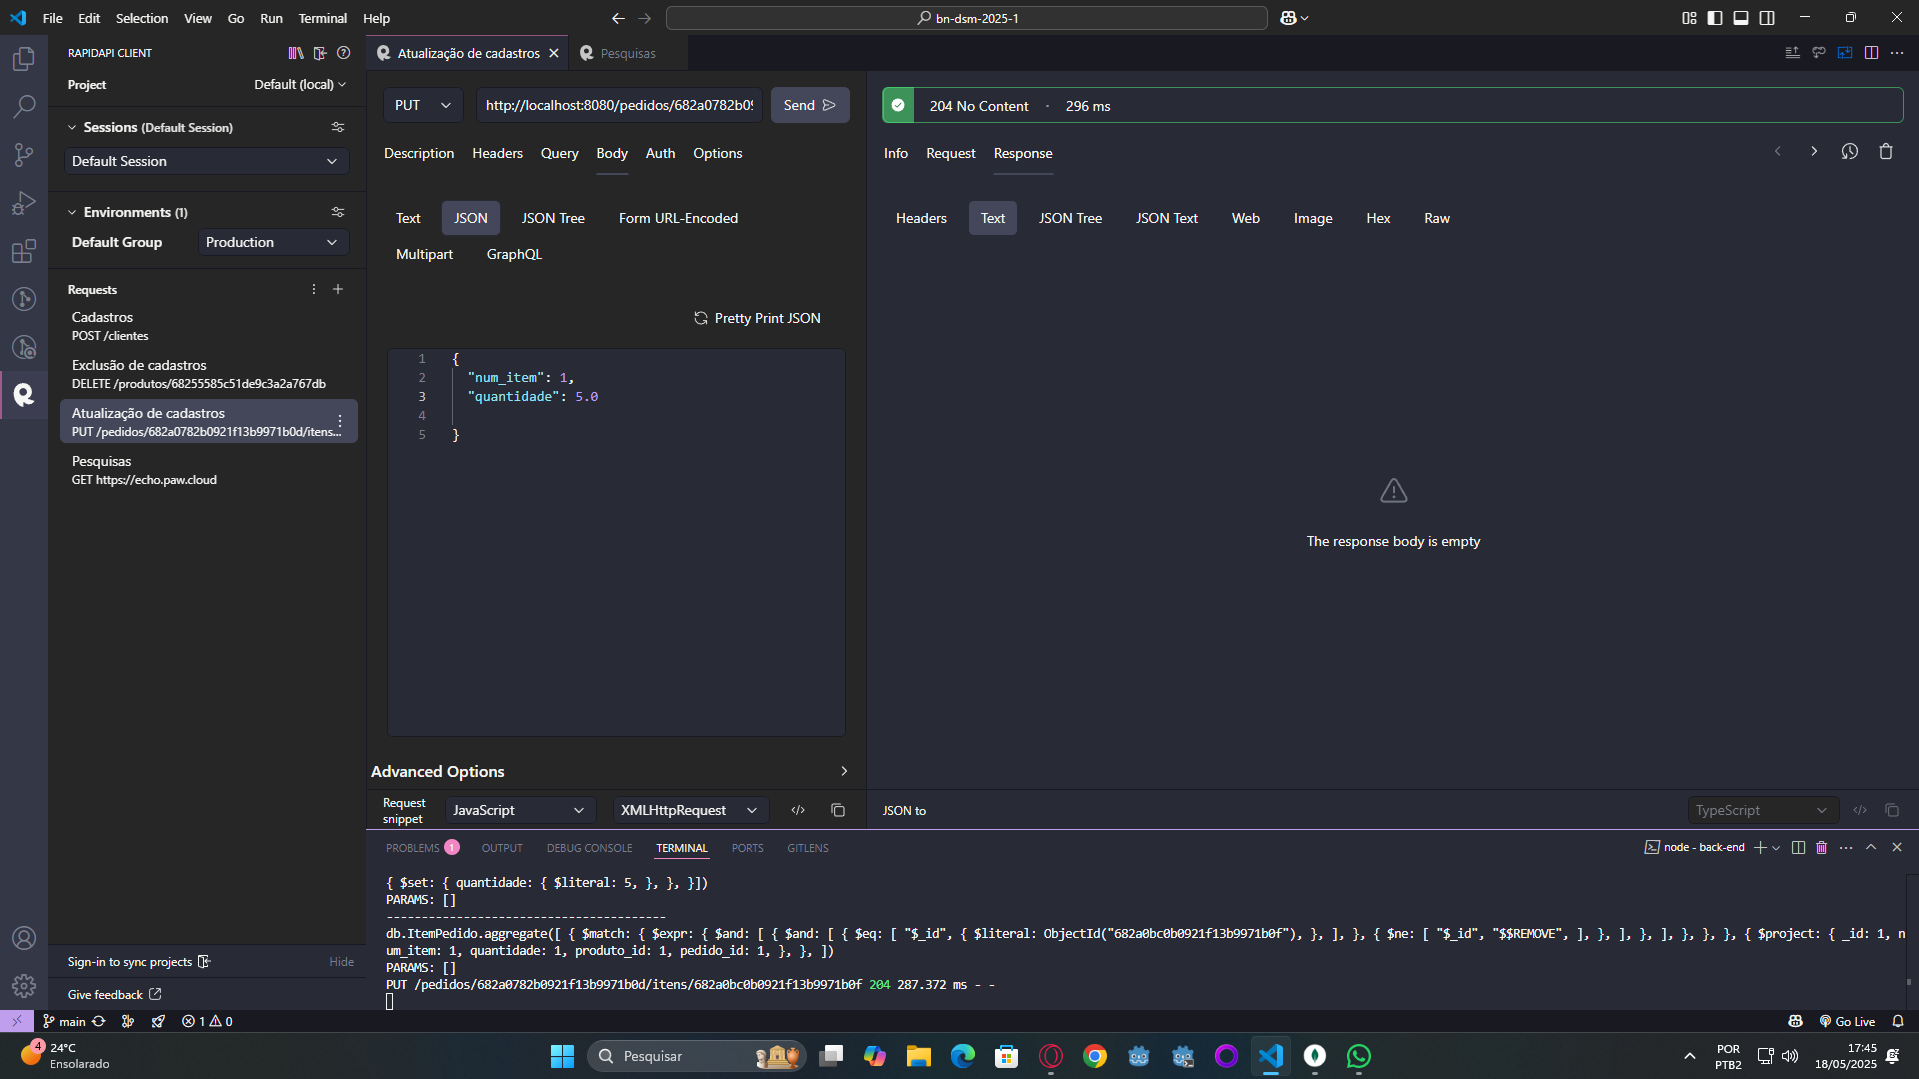 File Edit Selection View Go Run Terminal Help
bn-dsm-2025-1
RAPIDAPI CLIENT
Project
Default (local)
Sessions (Default Session)
Default Session
Environments (1)
Default Group
Production
Requests
Cadastros
POST /clientes
Exclusão de cadastros
DELETE /produtos/68255585c51de9c3a2a767db
Atualização de cadastros
PUT /pedidos/682a0782b0921f13b9971b0d/itens...
Pesquisas
GET https://echo.paw.cloud
Sign-in to sync projects
Hide
Give feedback
Atualização de cadastros
Pesquisas
PUT
http://localhost:8080/pedidos/682a0782b09
Send
Description Headers Query Body Auth Options
Text JSON JSON Tree Form URL-Encoded
Multipart GraphQL
Pretty Print JSON
1 {
2 "num_item": 1,
3 "quantidade": 5.0
4
5 }
Advanced Options
Request snippet
JavaScript
XMLHttpRequest
204 No Content · 296 ms
Info Request Response
Headers Text JSON Tree JSON Text Web Image Hex Raw
The response body is empty
JSON to
TypeScript
PROBLEMS 1 OUTPUT DEBUG CONSOLE TERMINAL PORTS GITLENS
node - back-end
{ $set: { quantidade: { $literal: 5, }, }, }])
PARAMS: []
----------------------------------------
db.ItemPedido.aggregate([ { $match: { $expr: { $and: [ { $and: [ { $eq: [ "$_id", { $literal: ObjectId("682a0bc0b0921f13b9971b0f"), }, ], }, { $ne: [ "$_id", "$$REMOVE", ], }, ], }, ], }, }, }, { $project: { _id: 1, n
um_item: 1, quantidade: 1, produto_id: 1, pedido_id: 1, }, }, ])
PARAMS: []
PUT /pedidos/682a0782b0921f13b9971b0d/itens/682a0bc0b0921f13b9971b0f 204 287.372 ms - -
main
1 0
Go Live
4
24°C
Ensolarado
Pesquisar
POR
PTB2
17:45
18/05/2025